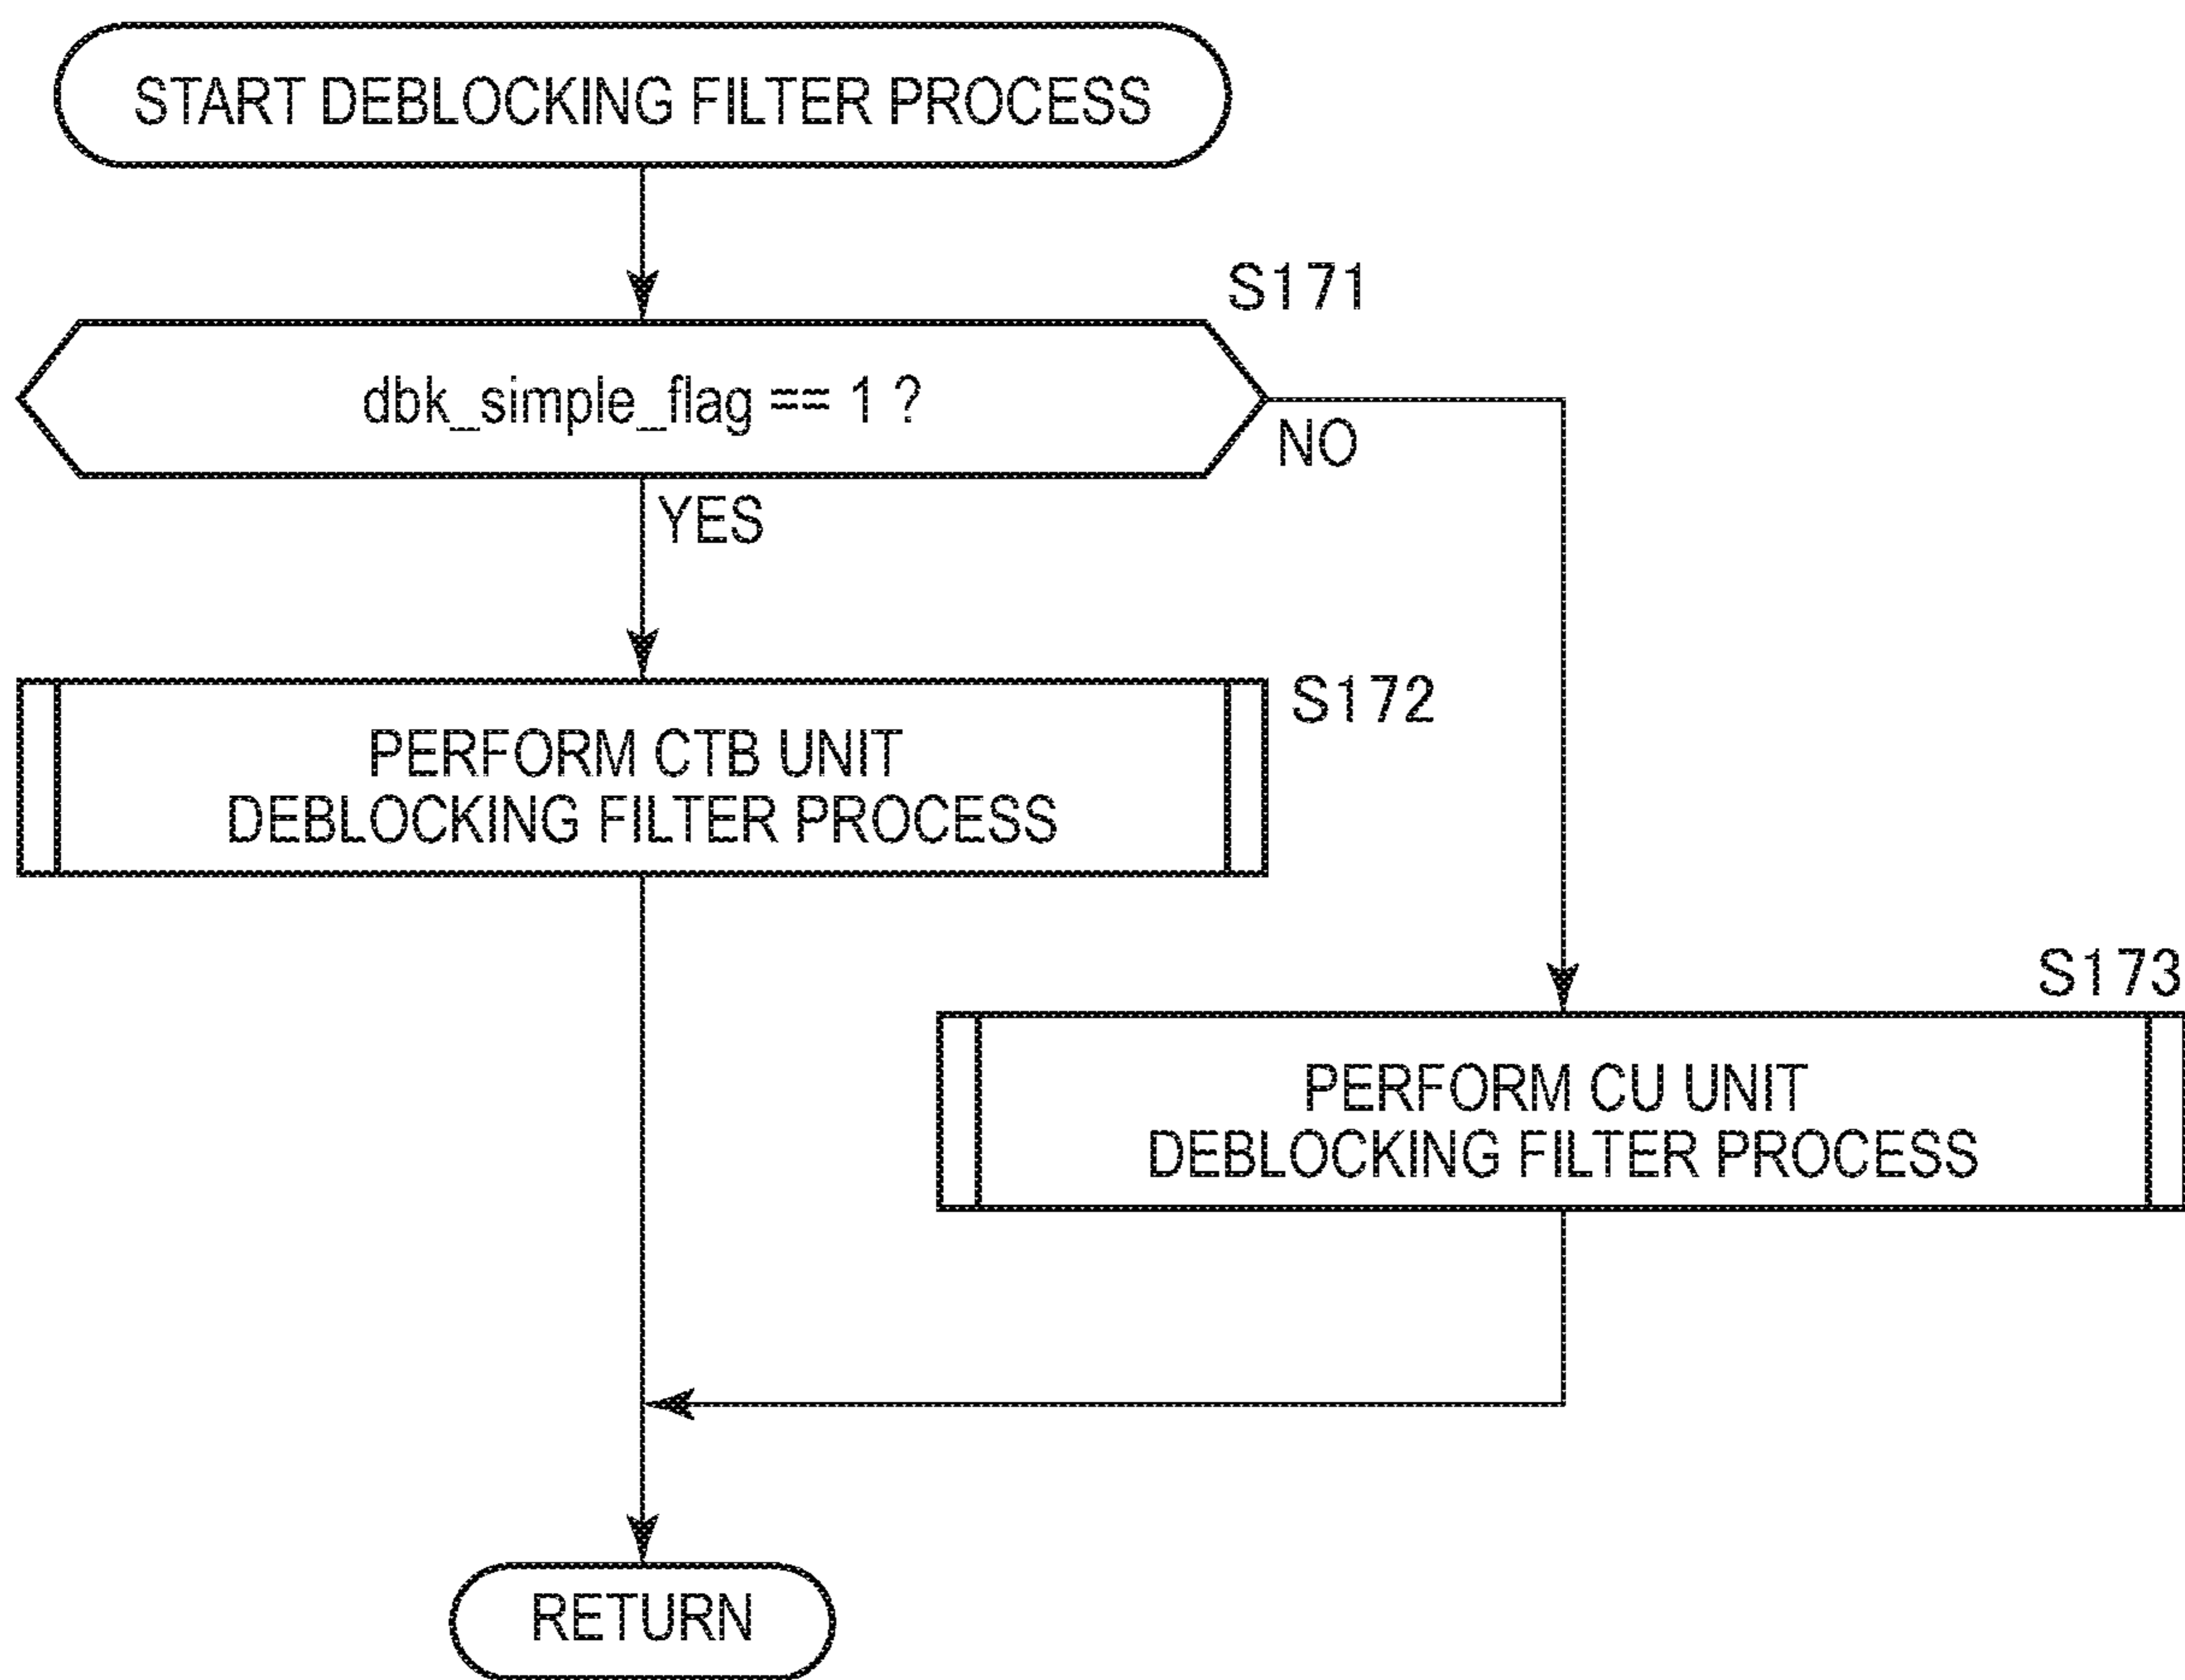 START DEBLOCKING FILTER PROCESS
S171
dbk_simple_flag == 1 ?
NO
YES
S172
PERFORM CTB UNIT
DEBLOCKING FILTER PROCESS
S173
PERFORM CU UNIT
DEBLOCKING FILTER PROCESS
RETURN